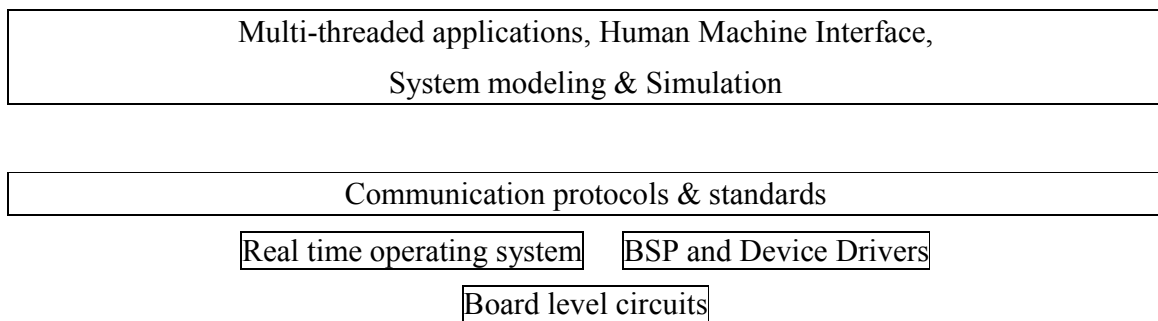 Multi-threaded applications, Human Machine Interface,
System modeling & Simulation
Communication protocols & standards
Real time operating system BSP and Device Drivers
Board level circuits